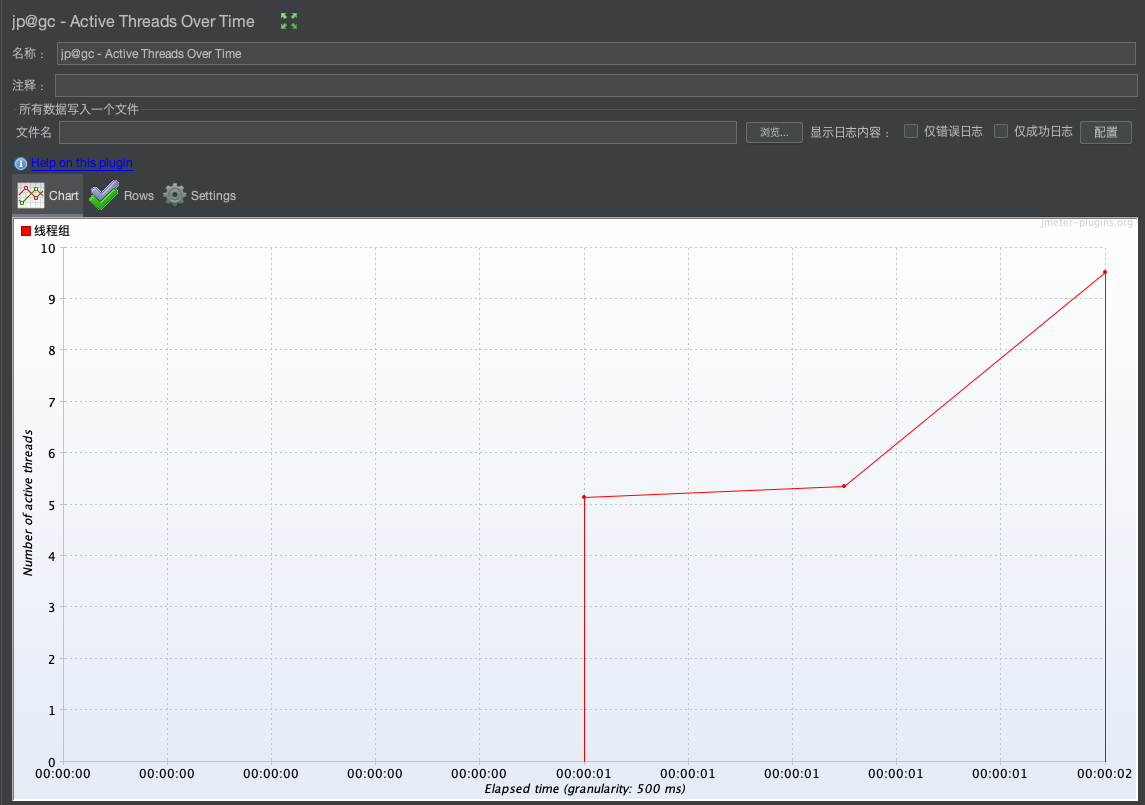 jp@gc - Active Threads Over Time
名称： jp@gc - Active Threads Over Time
注释：
所有数据写入一个文件
文件名 浏览... 显示日志内容： 仅错误日志 仅成功日志 配置
Help on this plugin
Chart Rows Settings
jmeter-plugins.org
线程组
10
9
8
7
6
5
4
3
2
1
0
Number of active threads
00:00:00 00:00:00 00:00:00 00:00:00 00:00:00 00:00:01 00:00:01 00:00:01 00:00:01 00:00:01 00:00:02
Elapsed time (granularity: 500 ms)